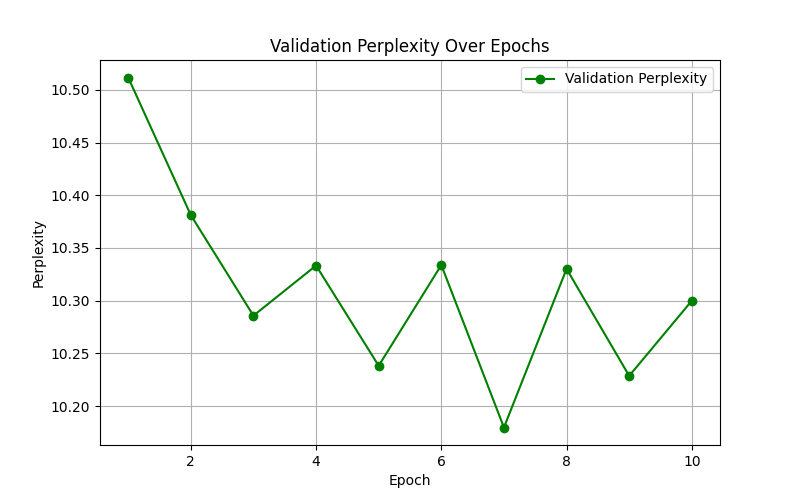 Validation Perplexity Over Epochs
Validation Perplexity
10.50
10.45
10.40
10.35
10.30
10.25
10.20
Perplexity
2 4 6 8 10
Epoch